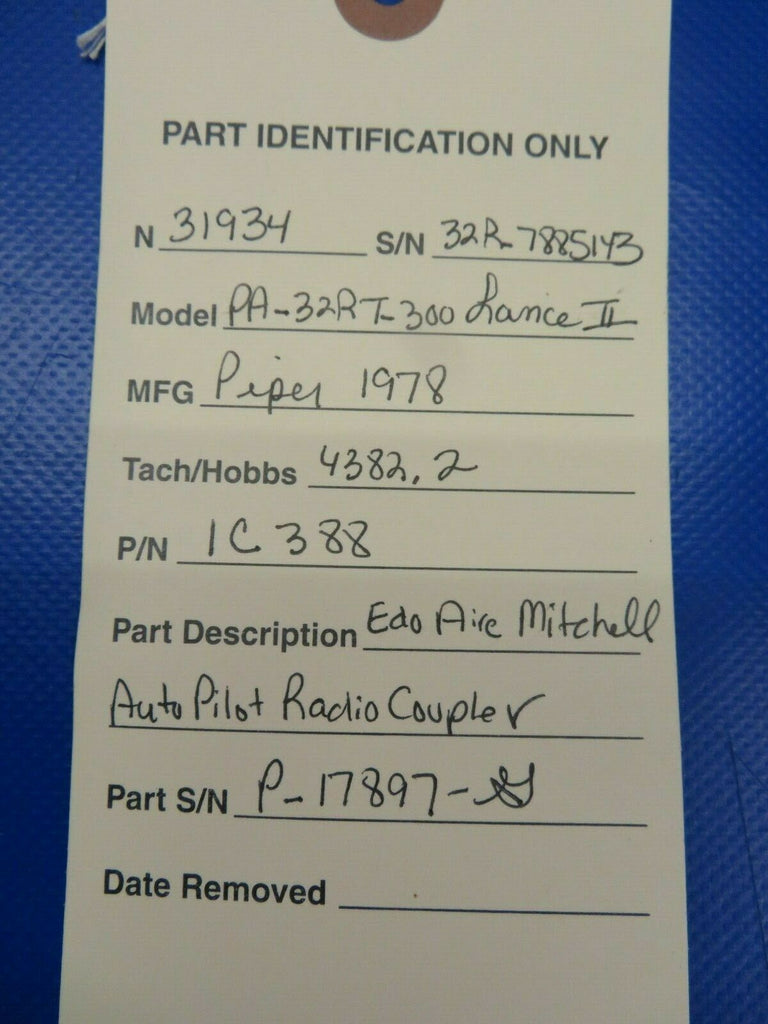 PART IDENTIFICATION ONLY
N 31934 S/N 32R-7885143
Model PA-32RT-300 Lance II
MFG Piper 1978
Tach/Hobbs 4382.2
P/N 1C388
Part Description Edo Aire Mitchell
Auto Pilot Radio Coupler
Part S/N P-17897-
Date Removed